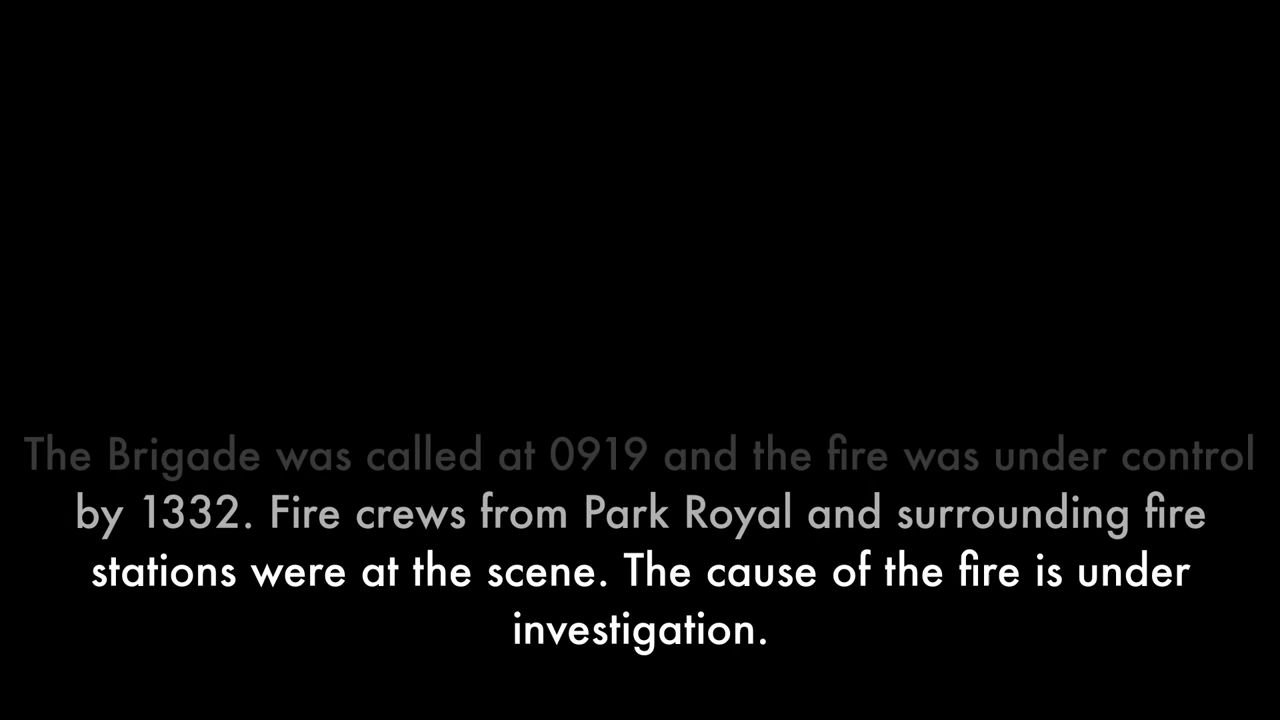 The Brigade was called at 0919 and the fire was under control
by 1332. Fire crews from Park Royal and surrounding fire
stations were at the scene. The cause of the fire is under
investigation.